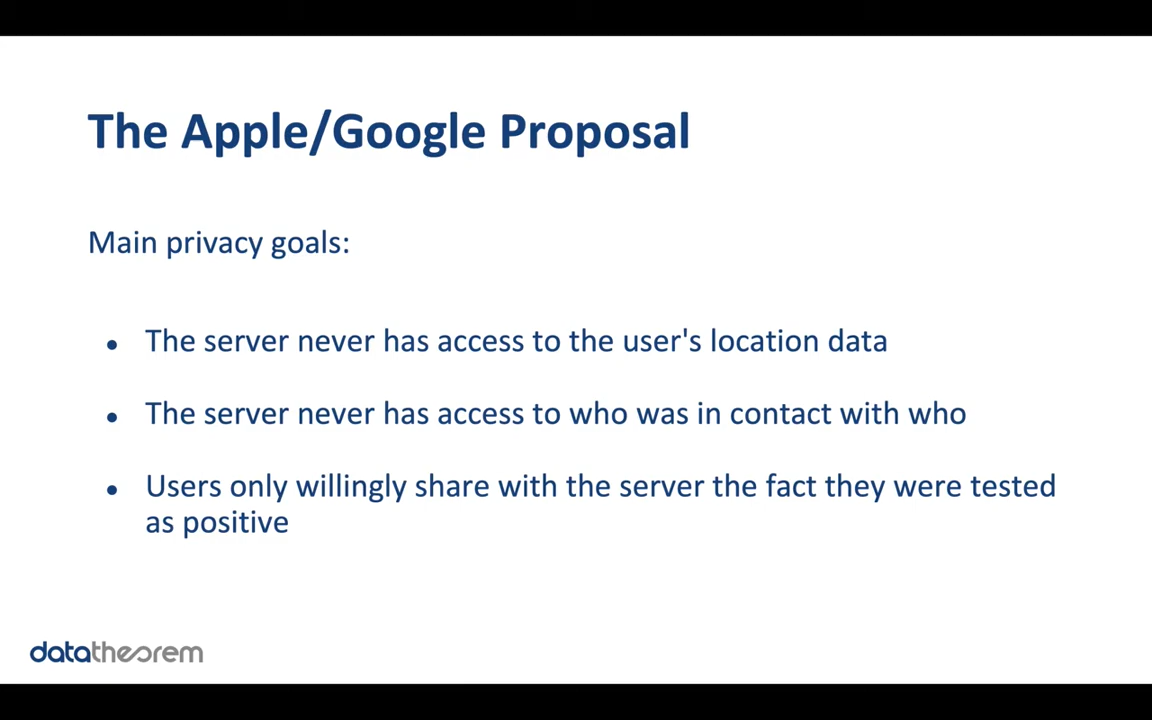 The Apple/Google Proposal
Main privacy goals:
• The server never has access to the user's location data
• The server never has access to who was in contact with who
• Users only willingly share with the server the fact they were tested
as positive
datatheorem